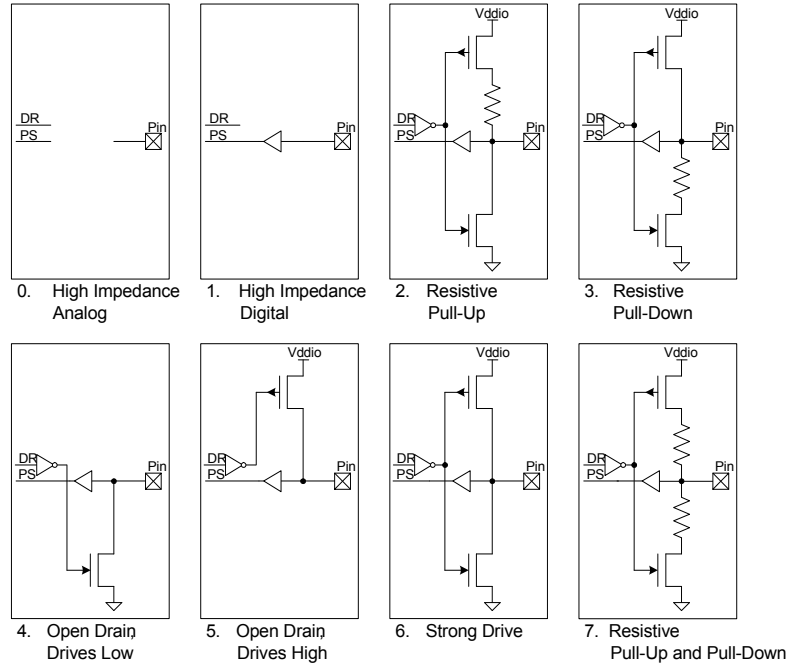 Vddio Vddio
DR PS Pin
DR PS Pin
DR PS Pin
DR PS Pin
0. High Impedance Analog
1. High Impedance Digital
2. Resistive Pull-Up
3. Resistive Pull-Down
Vddio Vddio Vddio
DR PS Pin
DR PS Pin
DR PS Pin
DR PS Pin
4. Open Drain, Drives Low
5. Open Drain, Drives High
6. Strong Drive
7. Resistive Pull-Up and Pull-Down